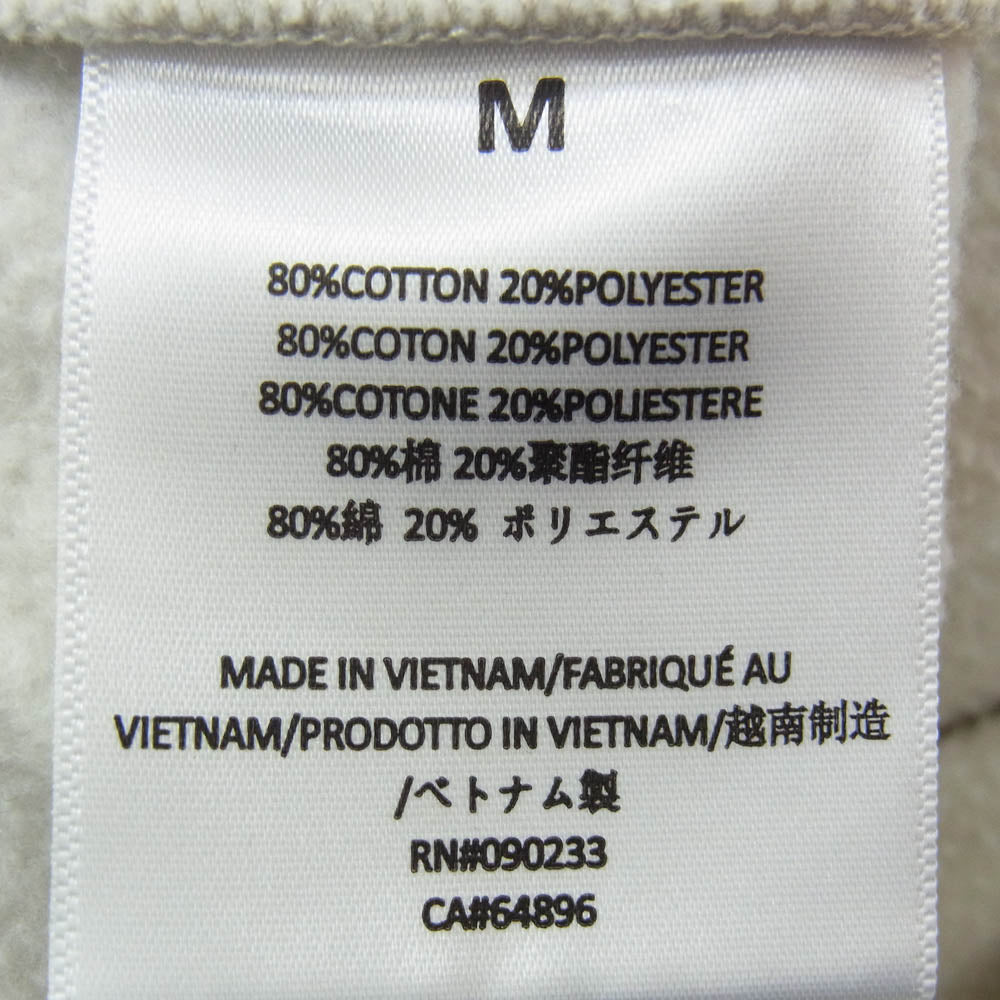 M
80%COTTON 20%POLYESTER
80%COTON 20%POLYESTER
80%COTONE 20%POLIESTERE
80%棉 20%聚酯纤维
80%綿 20% ポリエステル
MADE IN VIETNAM/FABRIQUÉ AU
VIETNAM/PRODOTTO IN VIETNAM/越南制造
/ベトナム製
RN#090233
CA#64896